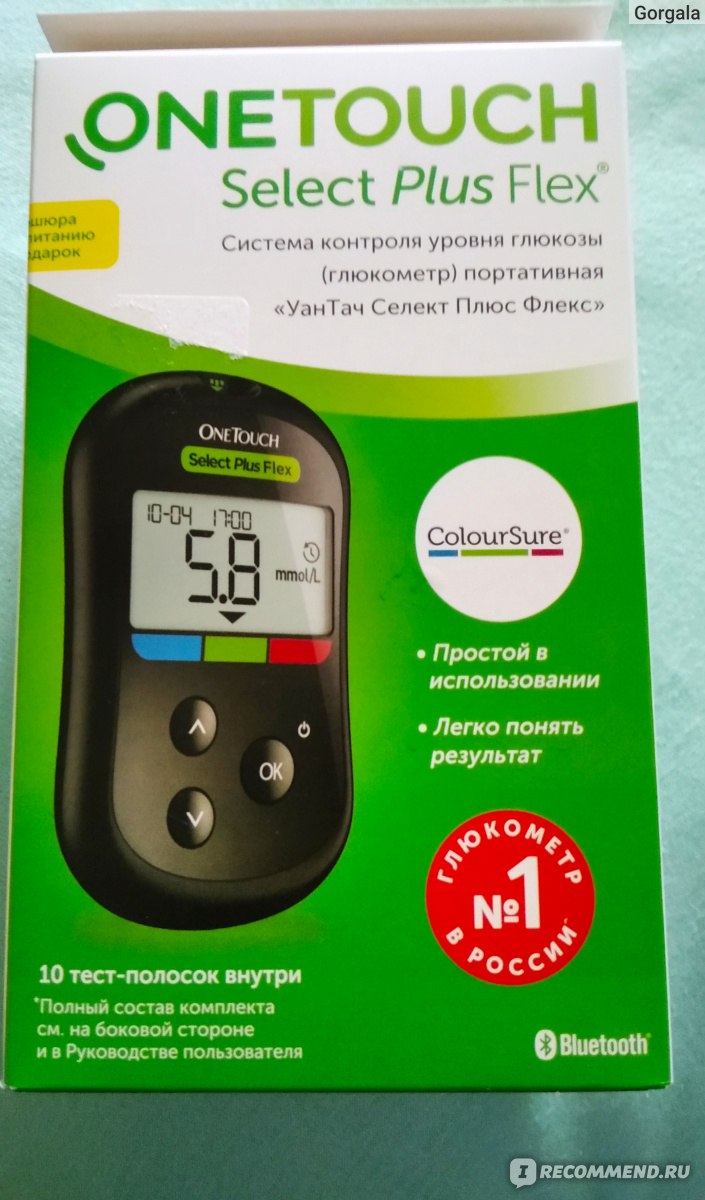 Gorgala
ONETOUCH
Select Plus Flex®
Система контроля уровня глюкозы
(глюкометр) портативная
«УанТач Селект Плюс Флекс»
ONETOUCH
Select Plus Flex
10-04 17:00
5.8
mmol/L
OK
ColourSure®
• Простой в
использовании
• Легко понять
результат
ГЛЮКОМЕТР
№1
В РОССИИ
10 тест-полосок внутри
*Полный состав комплекта
см. на боковой стороне
и в Руководстве пользователя
Bluetooth®
IRECOMMEND.RU